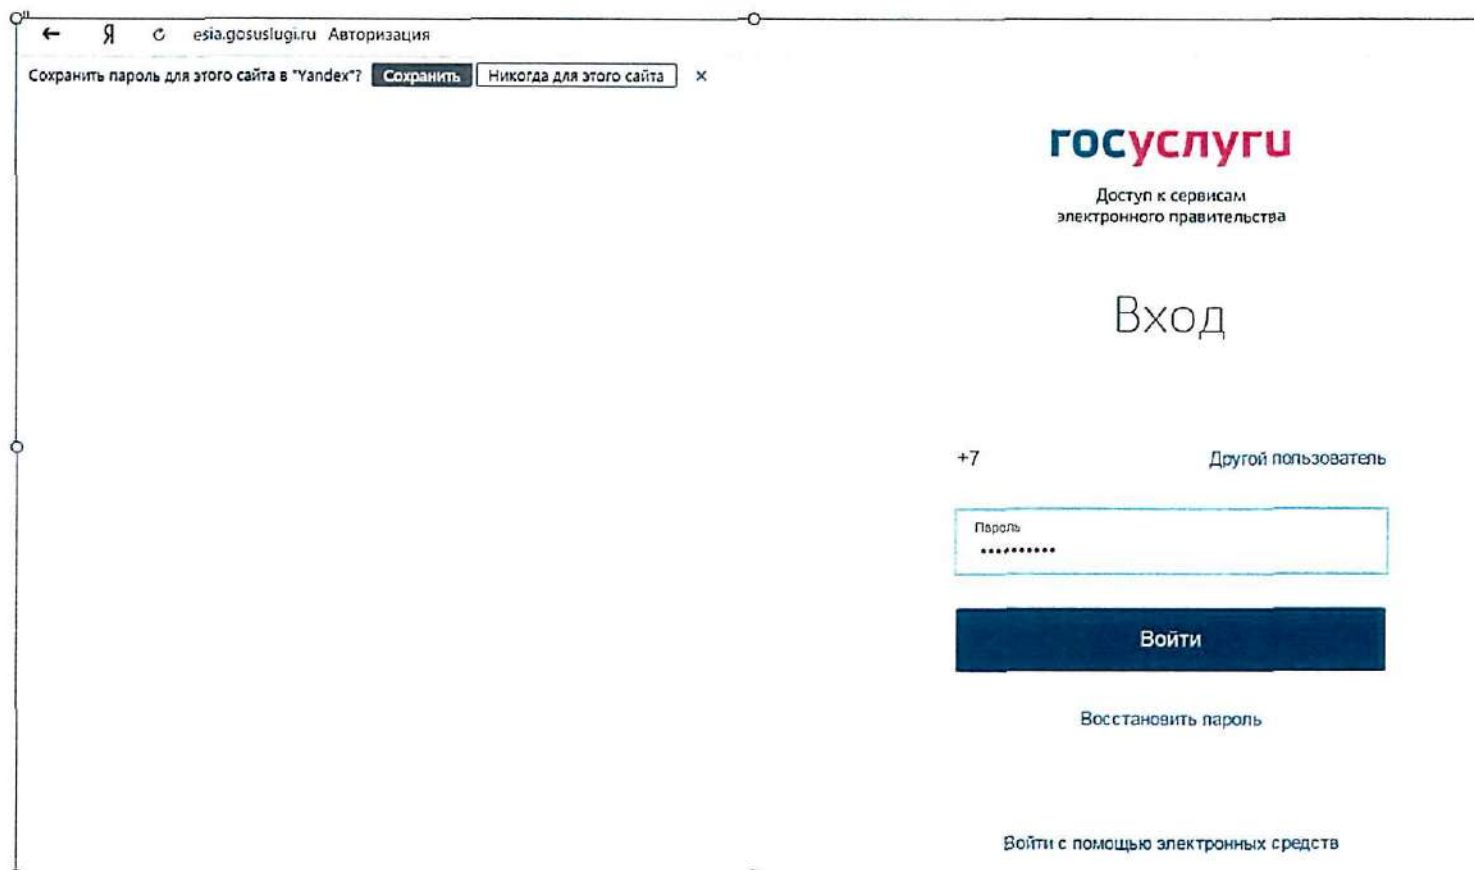 esia.gosuslugi.ru Авторизация
Сохранить пароль для этого сайта в "Yandex"? Сохранить Никогда для этого сайта ×
госуслуги
Доступ к сервисам
электронного правительства
Вход
+7 Другой пользователь
Пароль
••••••••••
Войти
Восстановить пароль
Войти с помощью электронных средств